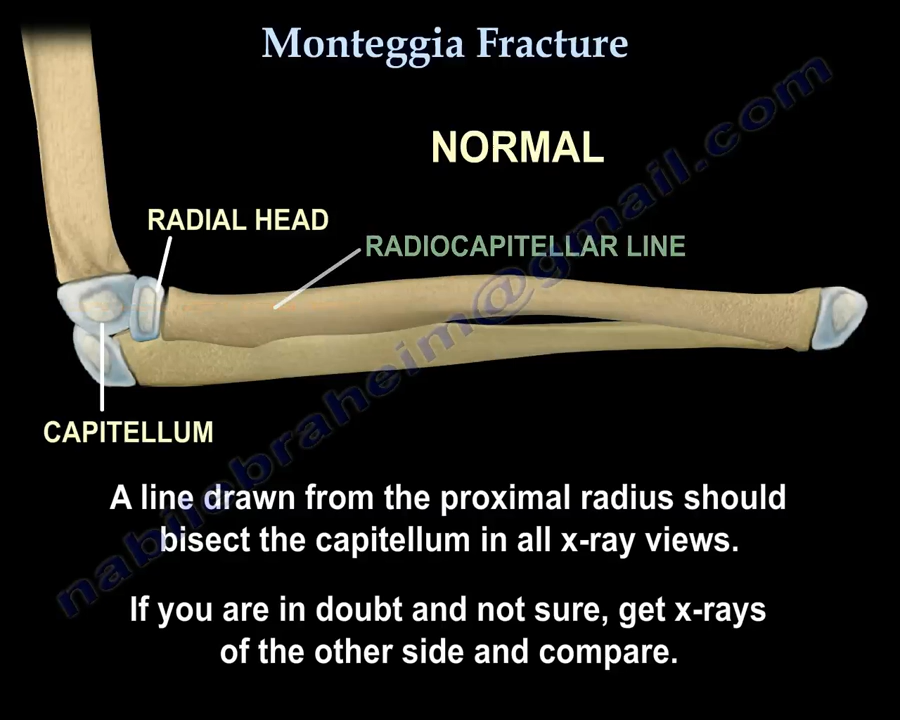 Monteggia Fracture
NORMAL
RADIAL HEAD
RADIOCAPITELLAR LINE
CAPITELLUM
A line drawn from the proximal radius should
bisect the capitellum in all x-ray views.
If you are in doubt and not sure, get x-rays
of the other side and compare.
nabilebraheim@gmail.com